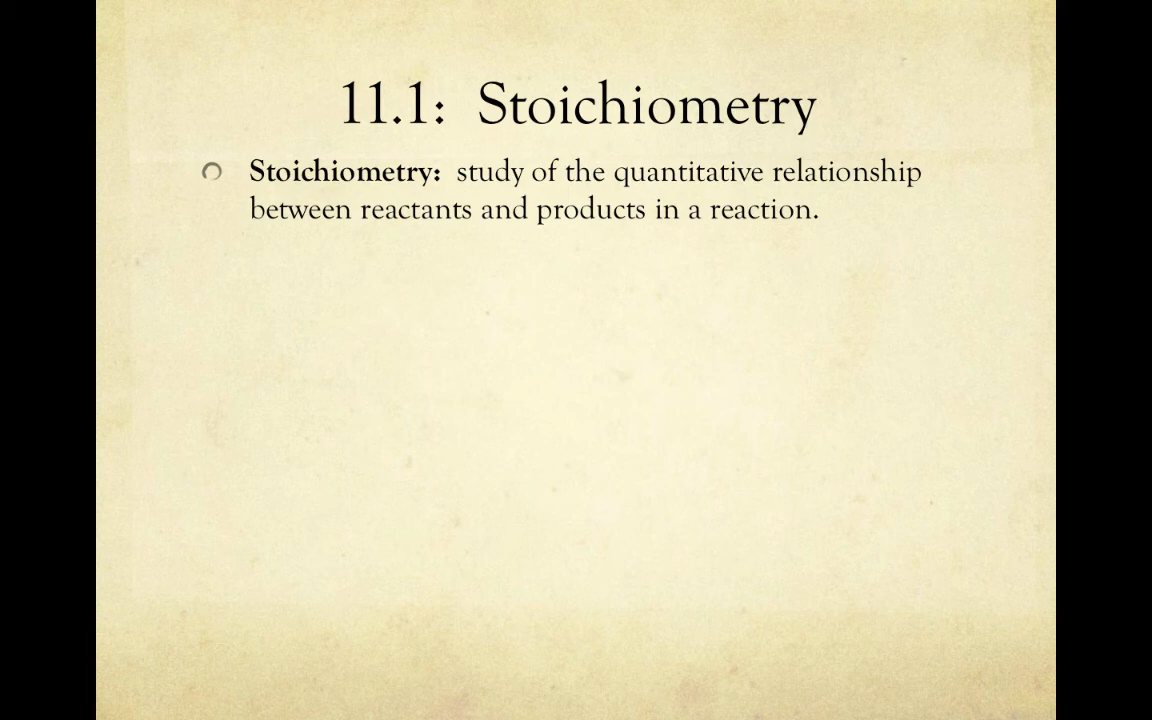 11.1: Stoichiometry
Stoichiometry: study of the quantitative relationship
between reactants and products in a reaction.